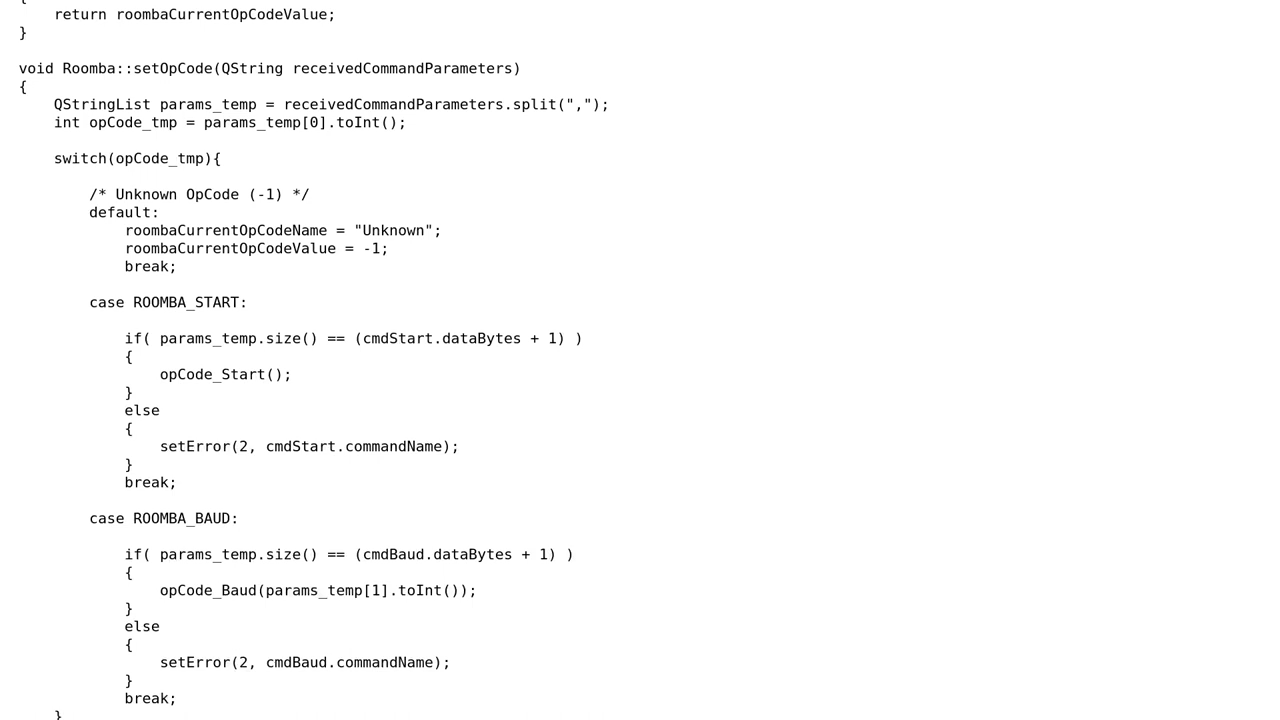 {
    return roombaCurrentOpCodeValue;
}

void Roomba::setOpCode(QString receivedCommandParameters)
{
    QStringList params_temp = receivedCommandParameters.split(",");
    int opCode_tmp = params_temp[0].toInt();

    switch(opCode_tmp){

        /* Unknown OpCode (-1) */
        default:
            roombaCurrentOpCodeName = "Unknown";
            roombaCurrentOpCodeValue = -1;
            break;

        case ROOMBA_START:

            if( params_temp.size() == (cmdStart.dataBytes + 1) )
            {
                opCode_Start();
            }
            else
            {
                setError(2, cmdStart.commandName);
            }
            break;

        case ROOMBA_BAUD:

            if( params_temp.size() == (cmdBaud.dataBytes + 1) )
            {
                opCode_Baud(params_temp[1].toInt());
            }
            else
            {
                setError(2, cmdBaud.commandName);
            }
            break;
    }